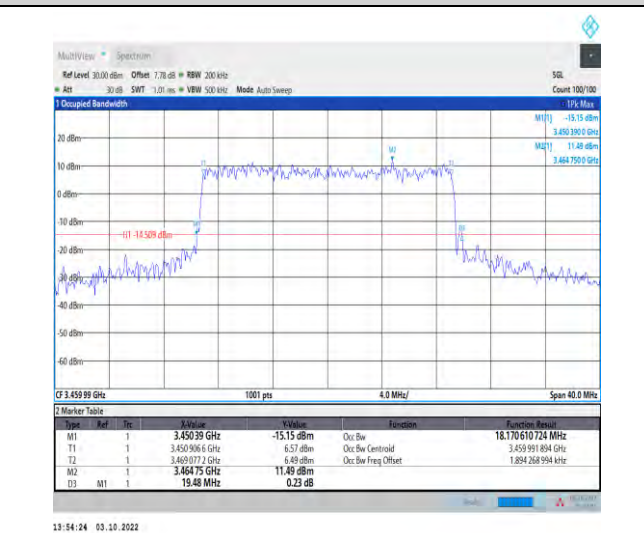 MultiView Spectrum
Ref Level 30.00 dBm Offset 7.78 dB RBW 200 kHz SGL
Att 30 dB SWT 1.01 ms VBW 500 kHz Mode Auto Sweep Count 100/100
1 Occupied Bandwidth 1Pk Max
M1[1] -15.15 dBm
3.450 390 0 GHz
M2[1] 11.49 dBm
3.464 750 0 GHz
20 dBm
M2
10 dBm
T1
0 dBm
-10 dBm
M1
H1 -14.509 dBm
-20 dBm
-30 dBm
-40 dBm
-50 dBm
-60 dBm
CF 3.459 99 GHz 1001 pts 4.0 MHz/ Span 40.0 MHz
2 Marker Table
Type Ref Trc X-Value Y-Value Function Function Result
M1 1 3.45039 GHz -15.15 dBm Occ Bw 18.170 610 724 MHz
T1 1 3.450 906 6 GHz 6.57 dBm Occ Bw Centroid 3.459 991 894 GHz
T2 1 3.469 077 2 GHz 6.49 dBm Occ Bw Freq Offset 1.894 268 994 kHz
M2 1 3.46475 GHz 11.49 dBm
D3 M1 1 19.48 MHz 0.23 dB
13:54:24 03.10.2022